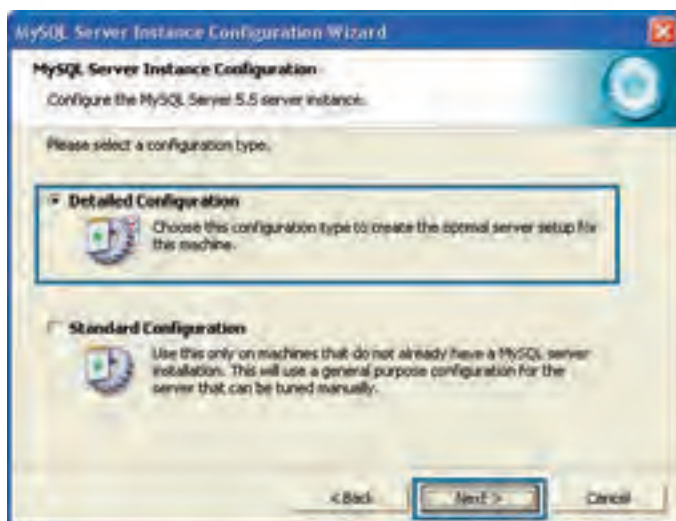 MySQL Server Instance Configuration Wizard
MySQL Server Instance Configuration
Configure the MySQL Server 5.5 server instance.
Please select a configuration type.
Detailed Configuration
Choose this configuration type to create the optimal server setup for
this machine.
Standard Configuration
Use this only on machines that do not already have a MySQL server
installation. This will use a general purpose configuration for the
server that can be tuned manually.
< Back
Next >
Cancel